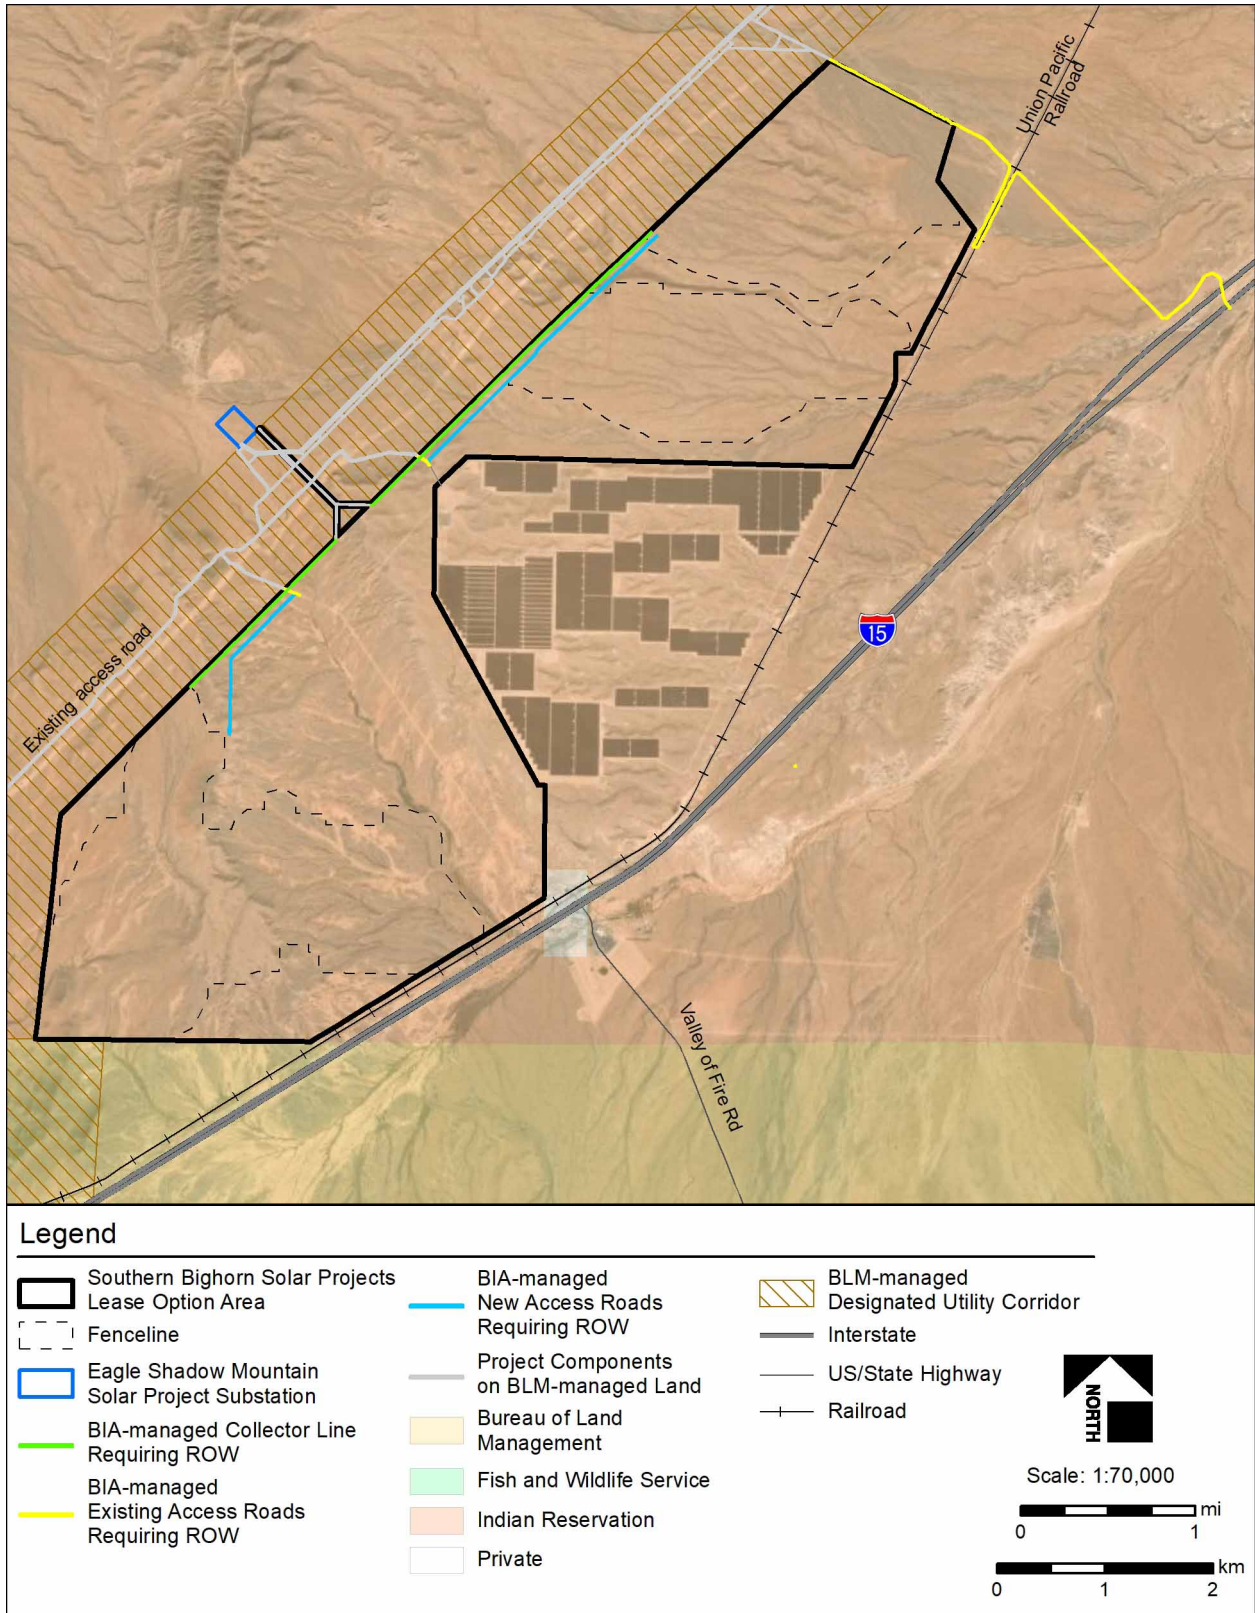 Union Pacific
Railroad
15
Existing access road
Valley of Fire Rd
Legend
Southern Bighorn Solar Projects
Lease Option Area
Fenceline
Eagle Shadow Mountain
Solar Project Substation
BIA-managed Collector Line
Requiring ROW
BIA-managed
Existing Access Roads
Requiring ROW
BIA-managed
New Access Roads
Requiring ROW
Project Components
on BLM-managed Land
Bureau of Land
Management
Fish and Wildlife Service
Indian Reservation
Private
BLM-managed
Designated Utility Corridor
Interstate
US/State Highway
Railroad
NORTH
Scale: 1:70,000
mi
0 1
km
0 1 2